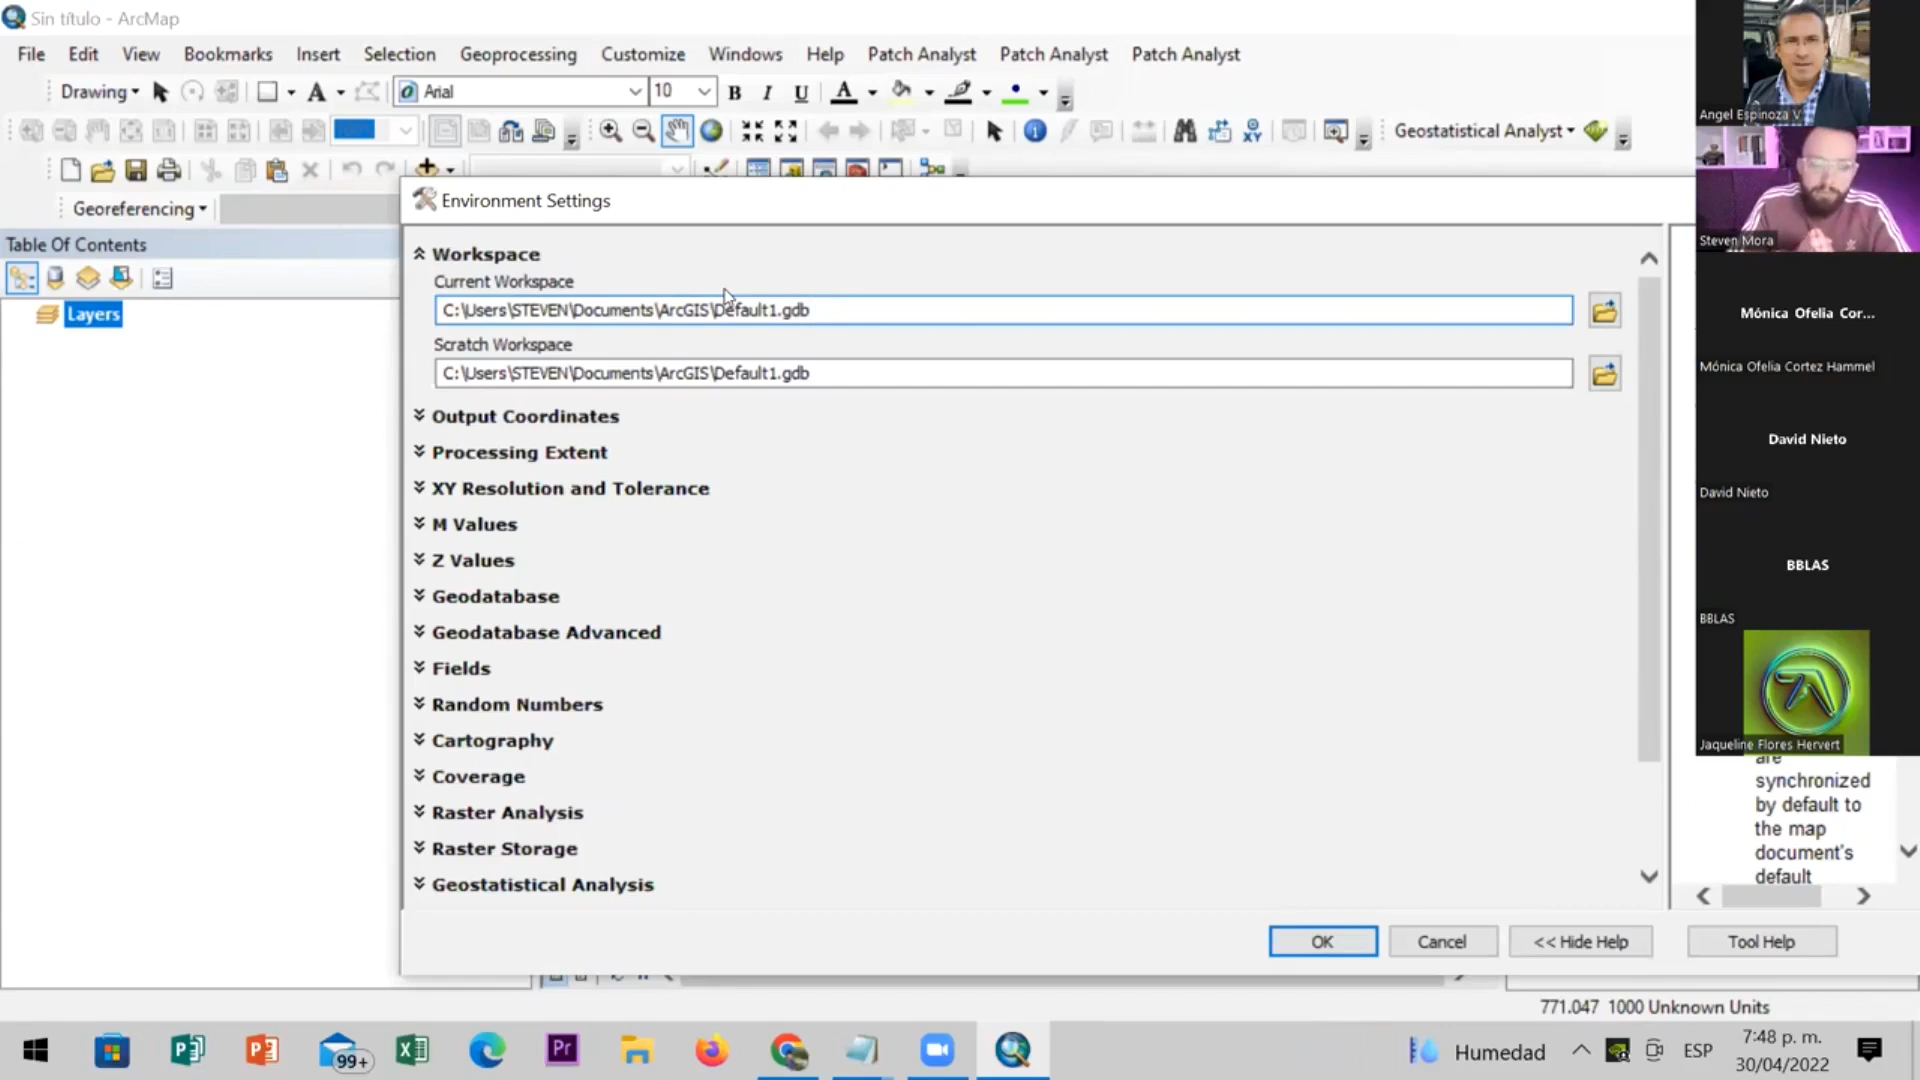 Sin título - ArcMap
File Edit View Bookmarks Insert Selection Geoprocessing Customize Windows Help Patch Analyst Patch Analyst Patch Analyst
Drawing Arial 10 B I U A
Geostatistical Analyst
Georeferencing
Table Of Contents
Layers
Environment Settings
Workspace
Current Workspace
C:\Users\STEVEN\Documents\ArcGIS\Default1.gdb
Scratch Workspace
C:\Users\STEVEN\Documents\ArcGIS\Default1.gdb
Output Coordinates
Processing Extent
XY Resolution and Tolerance
M Values
Z Values
Geodatabase
Geodatabase Advanced
Fields
Random Numbers
Cartography
Coverage
Raster Analysis
Raster Storage
Geostatistical Analysis
OK Cancel << Hide Help Tool Help
Angel Espinoza V
Steven Mora
Mónica Ofelia Cor...
Mónica Ofelia Cortez Hammel
David Nieto
David Nieto
BBLAS
BBLAS
Jaqueline Flores Hervert
are
synchronized
by default to
the map
document's
default
771.047 1000 Unknown Units
99+
Pr
Humedad
ESP
7:48 p. m.
30/04/2022